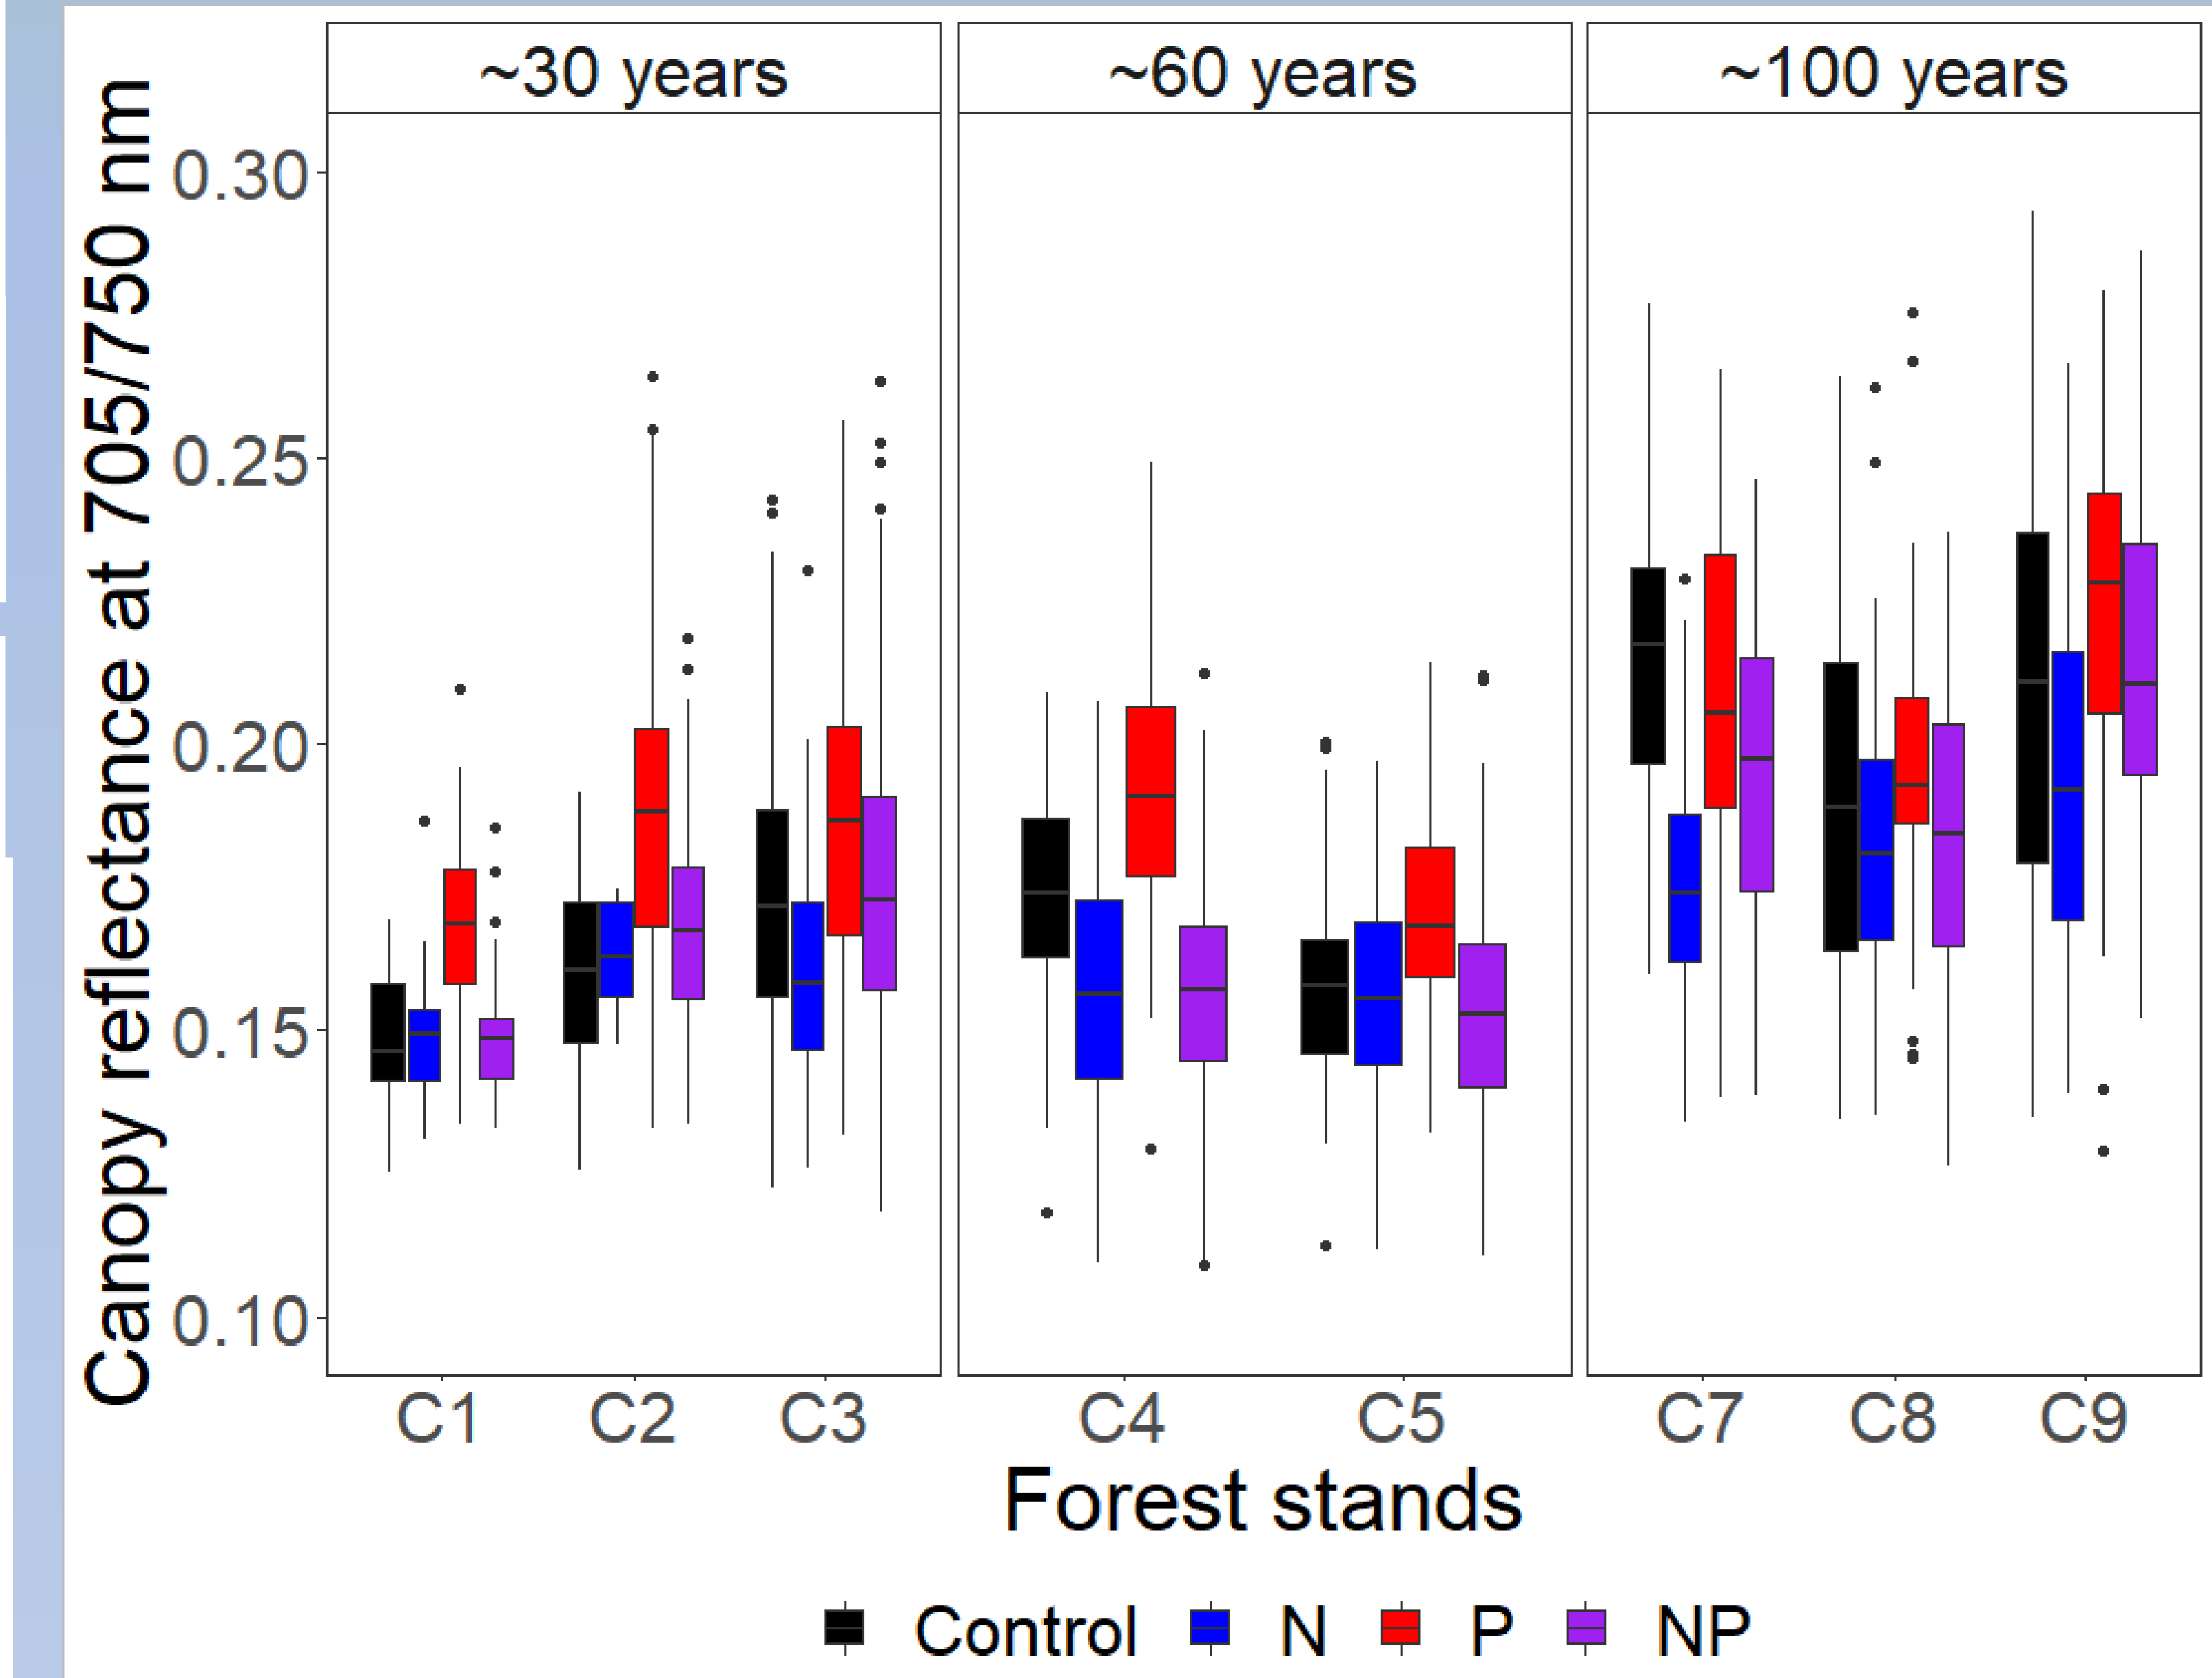 ~30 years ~60 years ~100 years
Canopy reflectance at 705/750 nm
0.30
0.25
0.20
0.15
0.10
C1 C2 C3 C4 C5 C7 C8 C9
Forest stands
Control N P NP